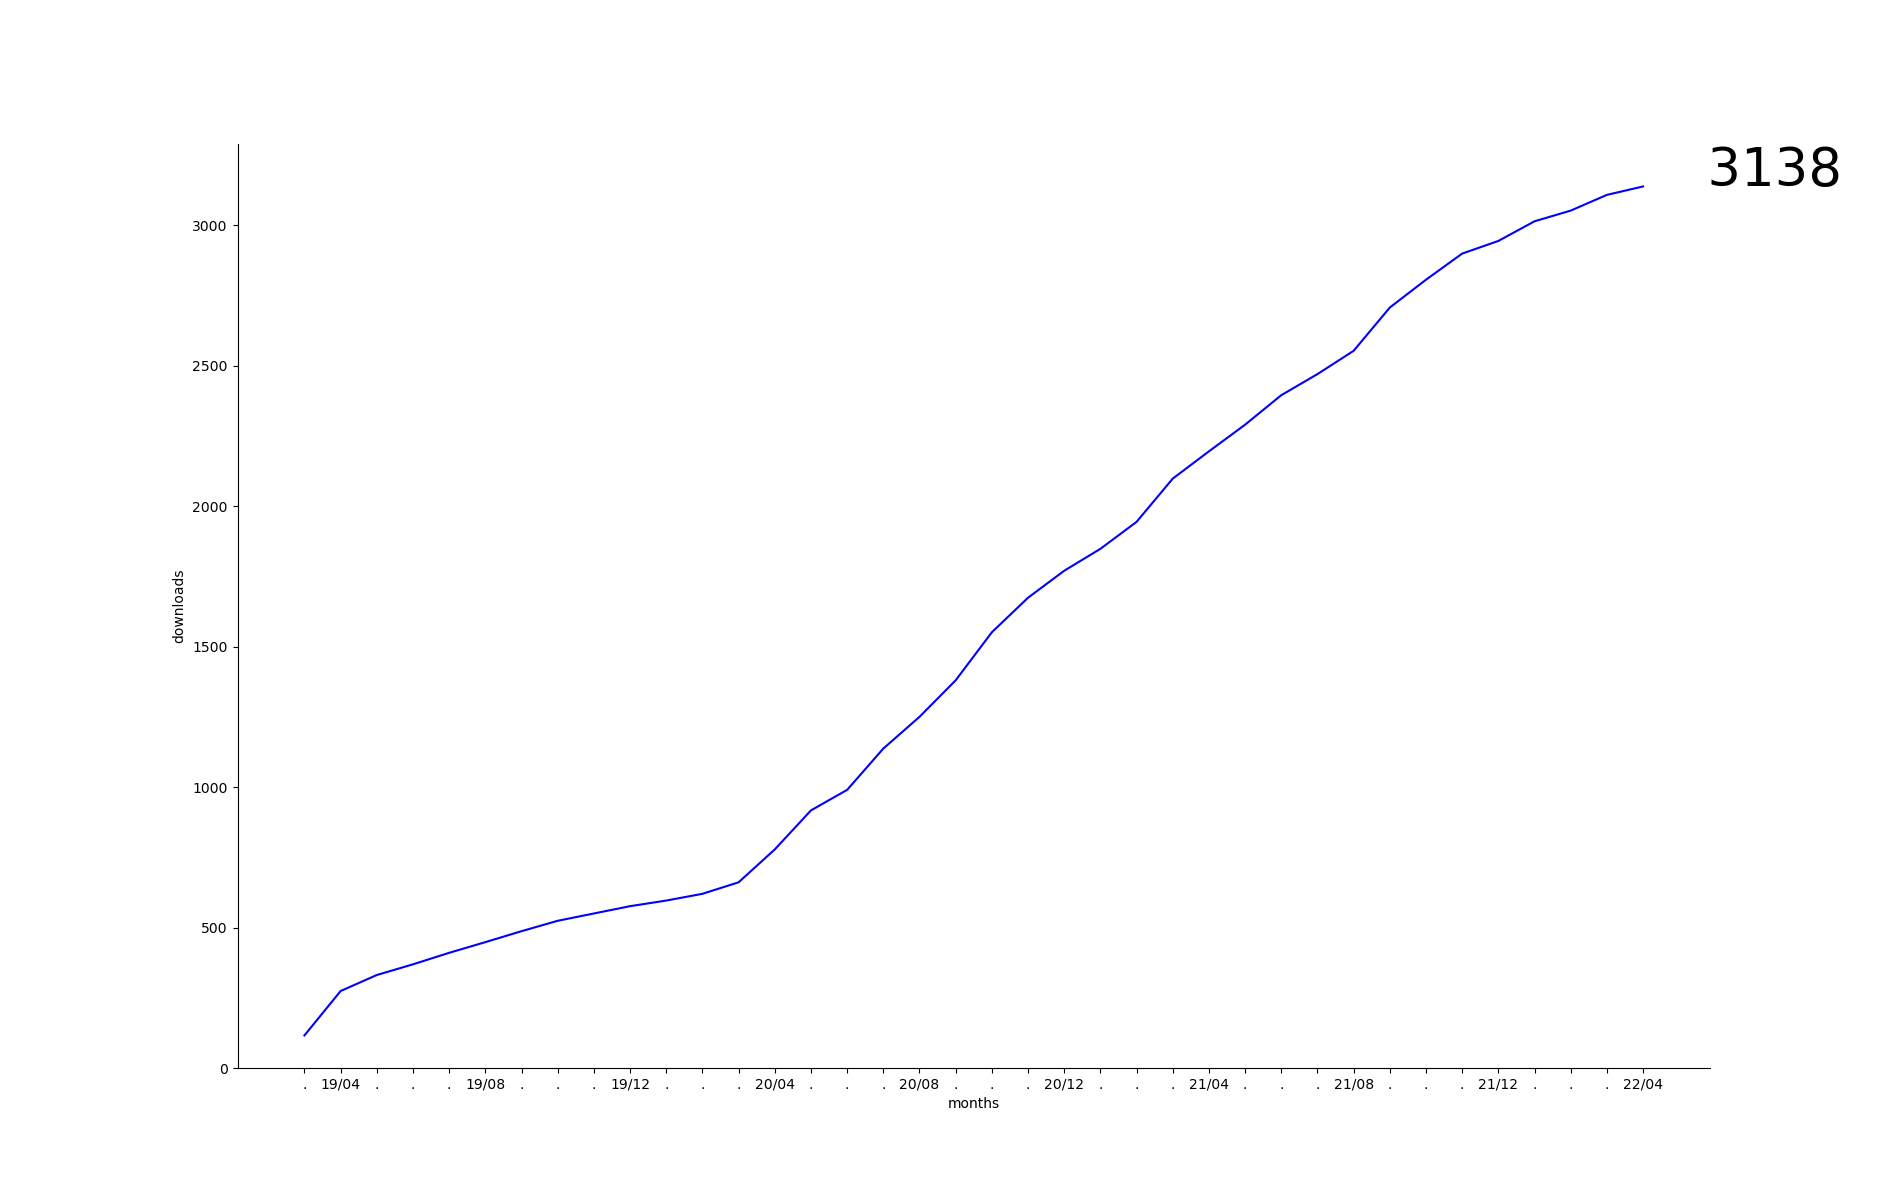 3138
3000
2500
2000
1500
1000
500
0
downloads
. 19/04 . . . 19/08 . . . 19/12 . . . 20/04 . . . 20/08 . . . 20/12 . . . 21/04 . . . 21/08 . . . 21/12 . . . 22/04
months